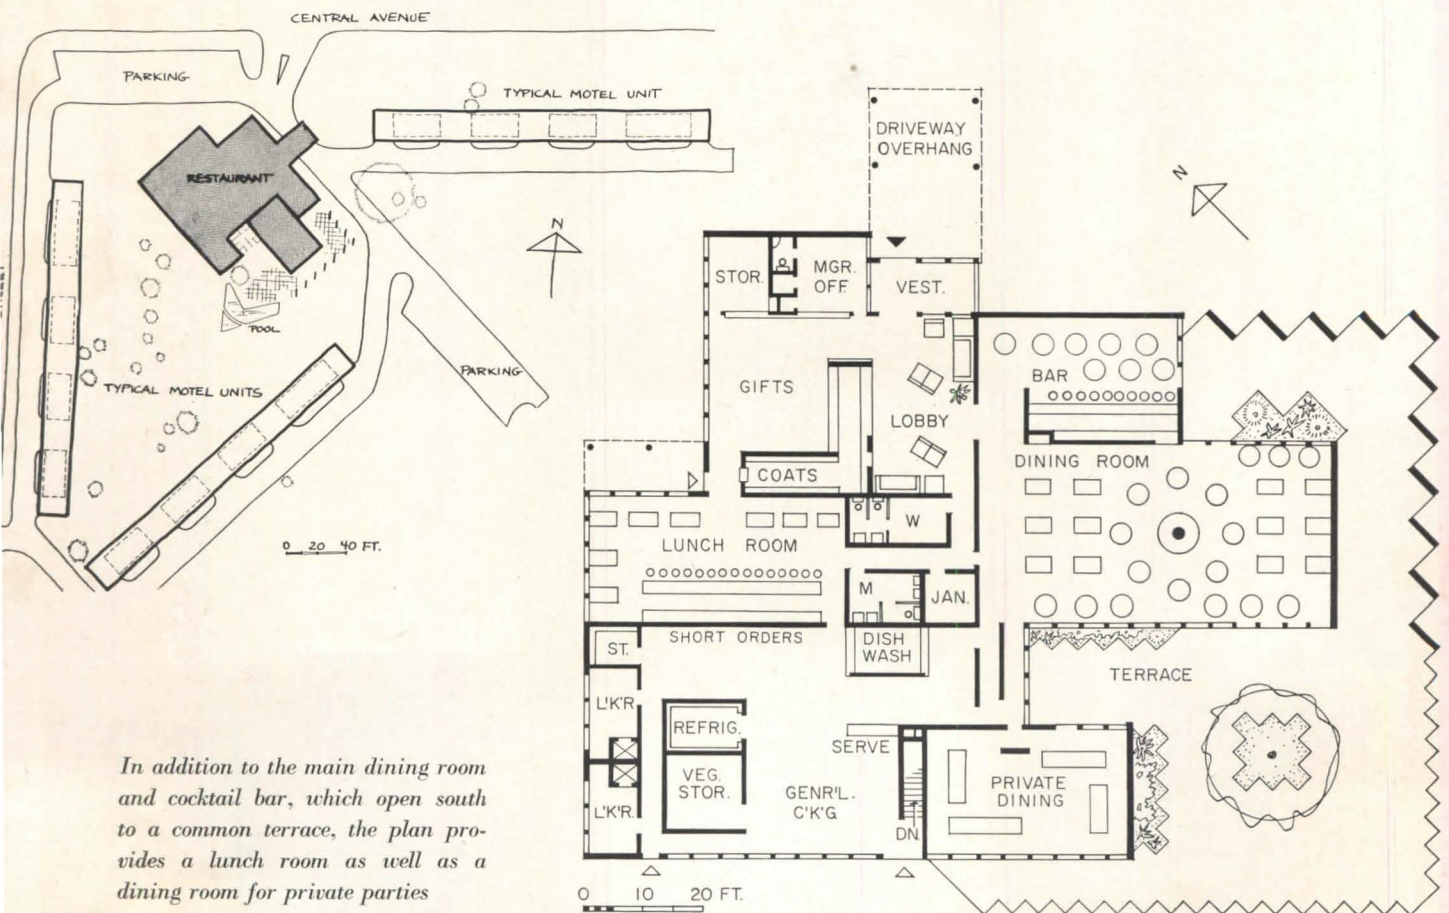 CENTRAL AVENUE
PARKING
TYPICAL MOTEL UNIT
RESTAURANT
N
POOL
PARKING
TYPICAL MOTEL UNITS
0 20 40 FT.
DRIVEWAY
OVERHANG
N
STOR.
MGR.
OFF.
VEST.
GIFTS
BAR
LOBBY
COATS
DINING ROOM
W
LUNCH ROOM
M
JAN.
SHORT ORDERS
ST.
DISH
WASH
TERRACE
L'K'R
REFRIG.
SERVE
VEG.
STOR.
GENR'L.
C'K'G
PRIVATE
DINING
L'K'R.
DN.
0 10 20 FT.
In addition to the main dining room
and cocktail bar, which open south
to a common terrace, the plan pro-
vides a lunch room as well as a
dining room for private parties